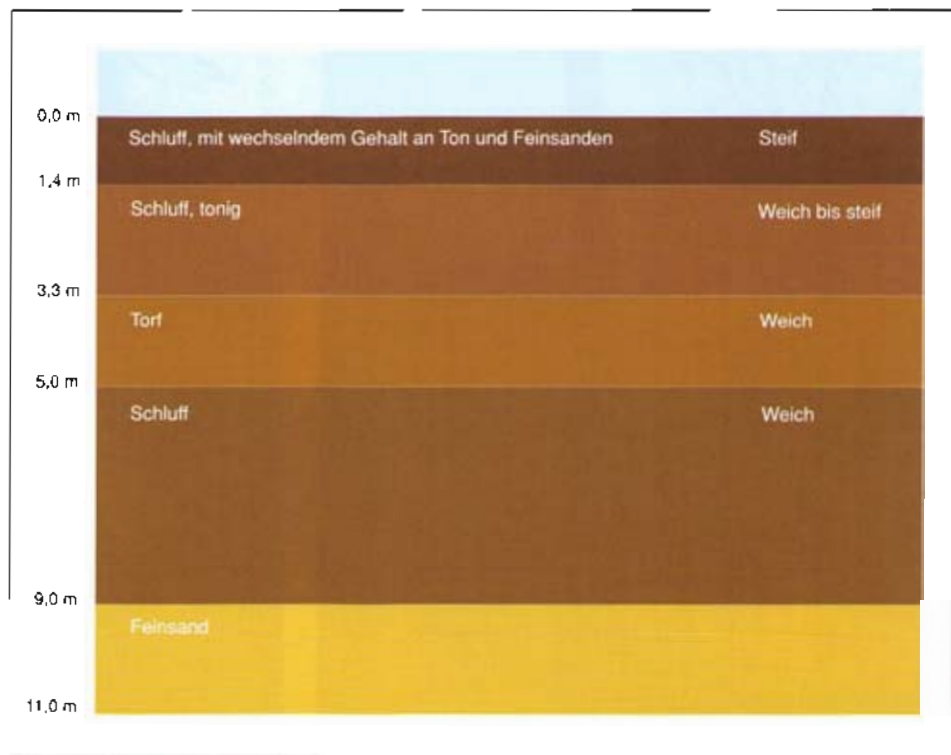 0,0 m
Schluff, mit wechselndem Gehalt an Ton und Feinsanden Steif
1,4 m
Schluff, tonig Weich bis steif
3,3 m
Torf Weich
5,0 m
Schluff Weich
9,0 m
Feinsand
11,0 m